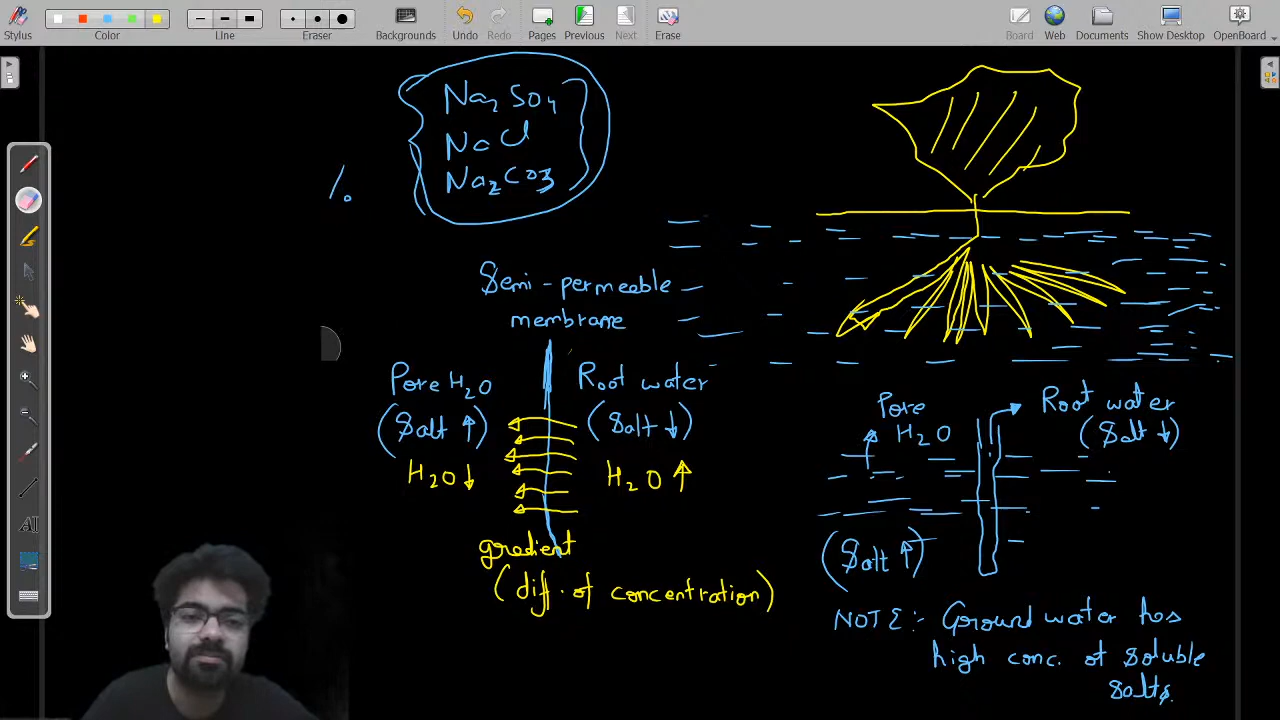 Stylus
Color
Line
Eraser
Backgrounds
Undo
Pages
Previous
Next
Erase
Board
Web
Documents
Show Desktop
OpenBoard
Na2SO4
NaCl
Na2CO3
Semi-permeable
membrane
Pore H2O
(Salt ↑)
H2O ↓
Root water
(Salt ↓)
H2O ↑
gradient
(diff. of concentration)
Pore
H2O
Root water
(Salt ↓)
(Salt ↑)
NOTE:- Ground water has
high conc. of soluble
salts.